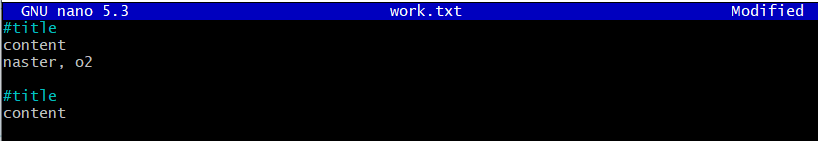 GNU nano 5.3 work.txt Modified
#title
content
naster, o2
#title
content